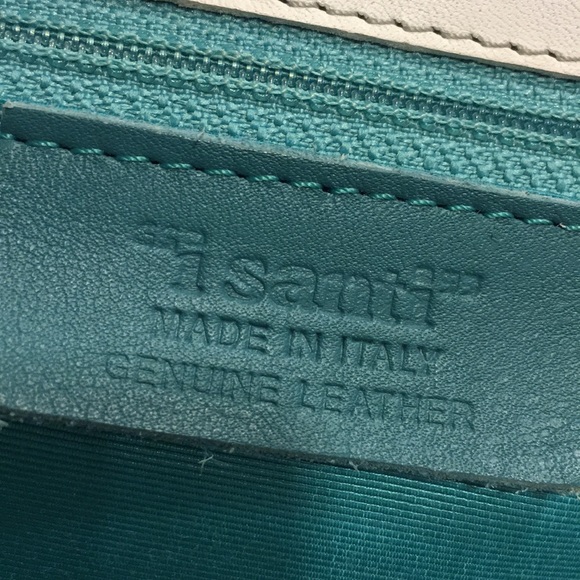 “i santi”
MADE IN ITALY
GENUINE LEATHER